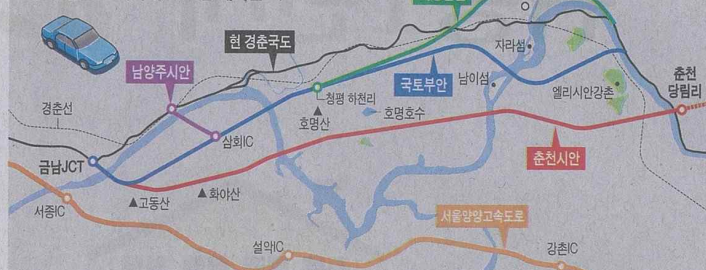 현 경춘국도
자라섬
남양주시안
국토부안
남이섬
엘리시안강촌
춘천
당림리
경춘선
청평 하천리
호명산
호명호수
삼회IC
춘천시안
금남JCT
고동산
화야산
서울양양고속도로
서종IC
설악IC
강촌IC